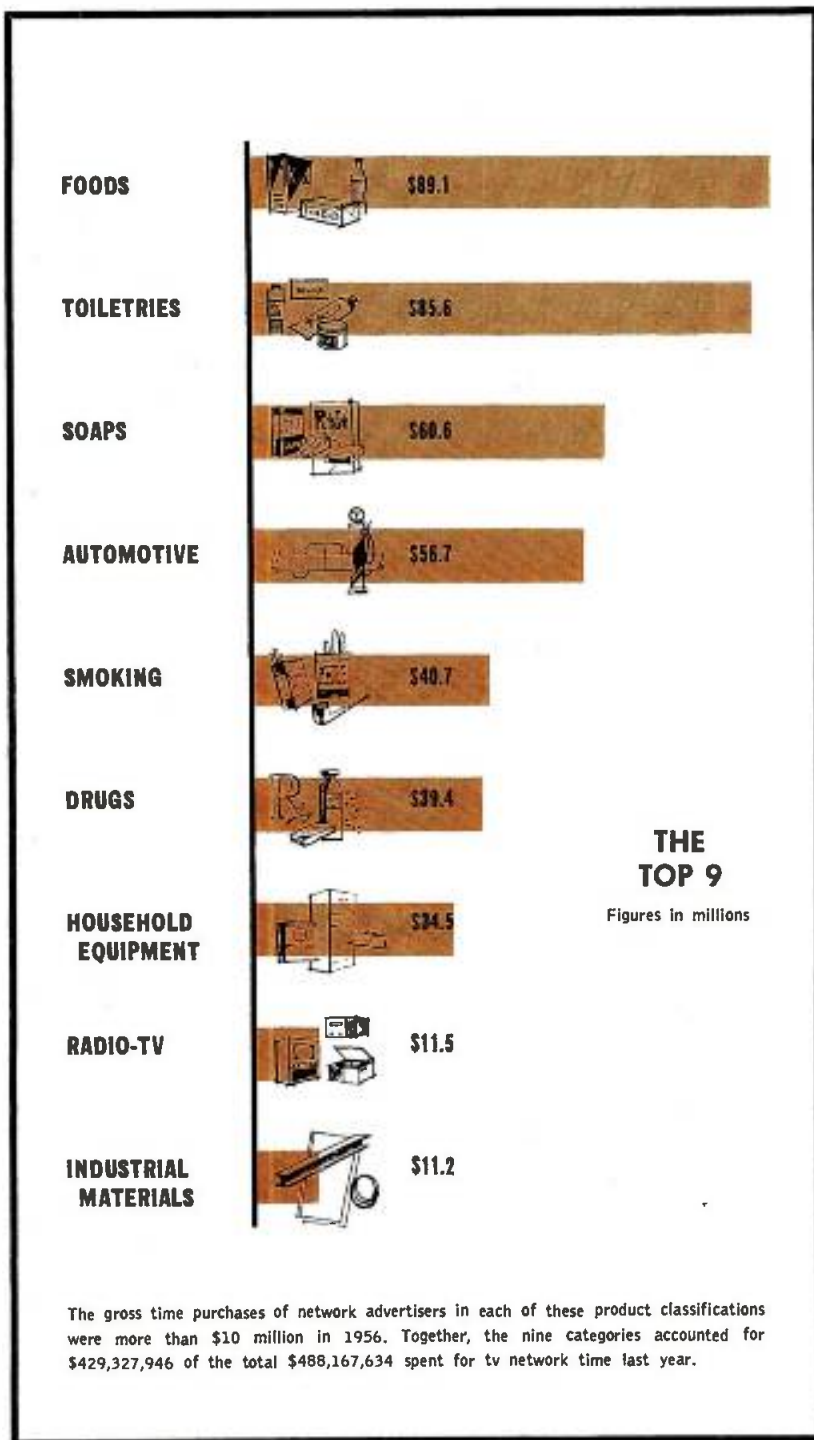 FOODS
$89.1
TOILETRIES
$85.6
SOAPS
$60.6
AUTOMOTIVE
$56.7
SMOKING
$40.7
DRUGS
$39.4
THE
TOP 9
Figures in millions
HOUSEHOLD
EQUIPMENT
$34.5
RADIO-TV
$11.5
INDUSTRIAL
MATERIALS
$11.2
The gross time purchases of network advertisers in each of these product classifications
were more than $10 million in 1956. Together, the nine categories accounted for
$429,327,946 of the total $488,167,634 spent for tv network time last year.